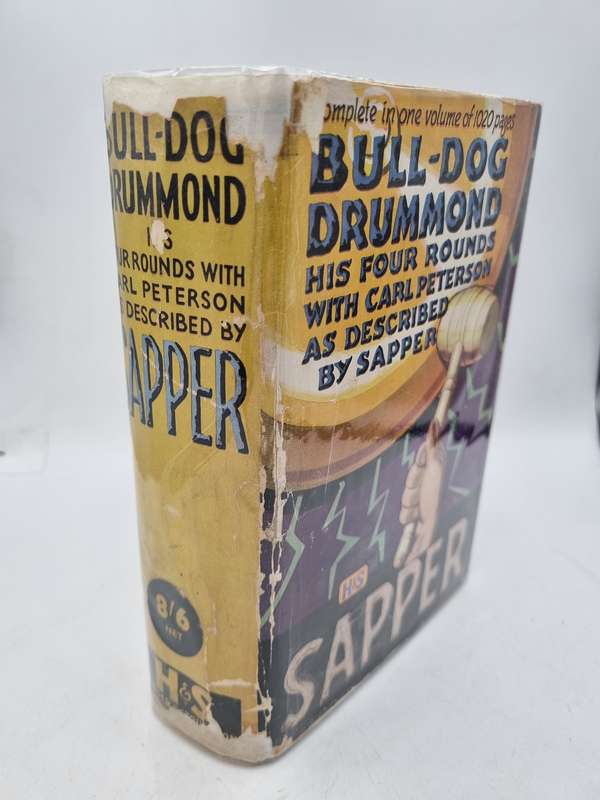 BULL-DOG
DRUMMOND
HIS
FOUR ROUNDS WITH
CARL PETERSON
AS DESCRIBED BY
SAPPER
8/6
NET
H&S
complete in one volume of 1020 pages
BULL-DOG
DRUMMOND
HIS FOUR ROUNDS
WITH CARL PETERSON
AS DESCRIBED
BY SAPPER
H&S
SAPPER